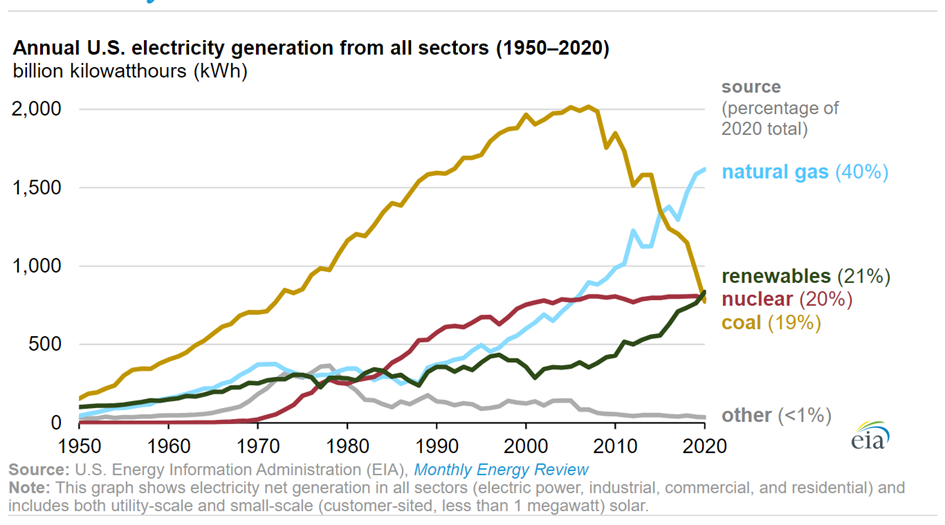 Annual U.S. electricity generation from all sectors (1950–2020)
billion kilowatthours (kWh)
source
(percentage of
2020 total)
2,000
1,500
1,000
500
0
natural gas (40%)
renewables (21%)
nuclear (20%)
coal (19%)
other (<1%)
1950 1960 1970 1980 1990 2000 2010 2020
eia
Source: U.S. Energy Information Administration (EIA), Monthly Energy Review
Note: This graph shows electricity net generation in all sectors (electric power, industrial, commercial, and residential) and
includes both utility-scale and small-scale (customer-sited, less than 1 megawatt) solar.